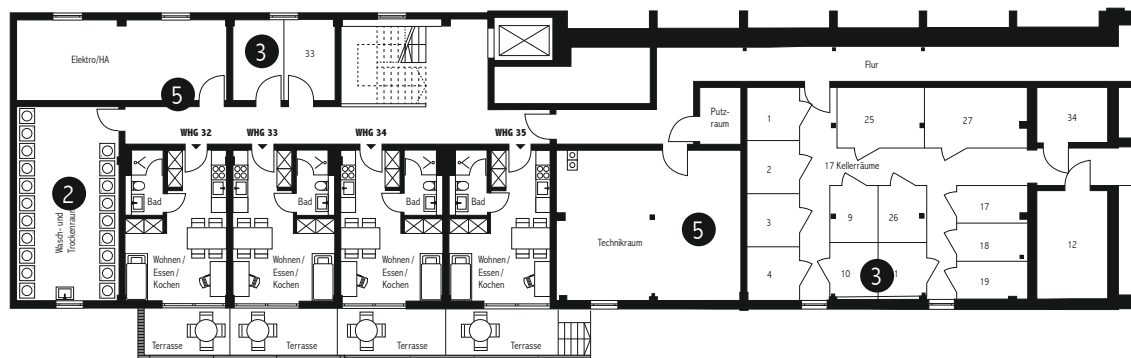 Elektro/HA
3
33
5
Flur
WHG 32
WHG 33
WHG 34
WHG 35
Putz-
raum
1
25
27
34
2
17 Kellerräume
2
Wasch- und
Trockenraum
Bad
Bad
Bad
Bad
3
9
26
17
5
Technikraum
18
12
Wohnen /
Essen /
Kochen
Wohnen /
Essen /
Kochen
Wohnen /
Essen /
Kochen
Wohnen /
Essen /
Kochen
4
10
3
19
Terrasse
Terrasse
Terrasse
Terrasse